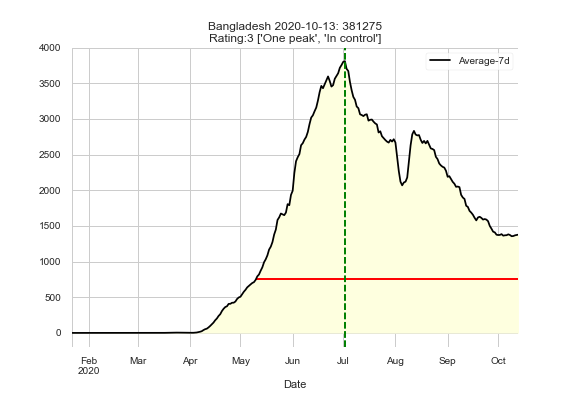 Bangladesh 2020-10-13: 381275
Rating:3 ['One peak', 'In control']
Average-7d
4000
3500
3000
2500
2000
1500
1000
500
0
Feb Mar Apr May Jun Jul Aug Sep Oct
2020
Date